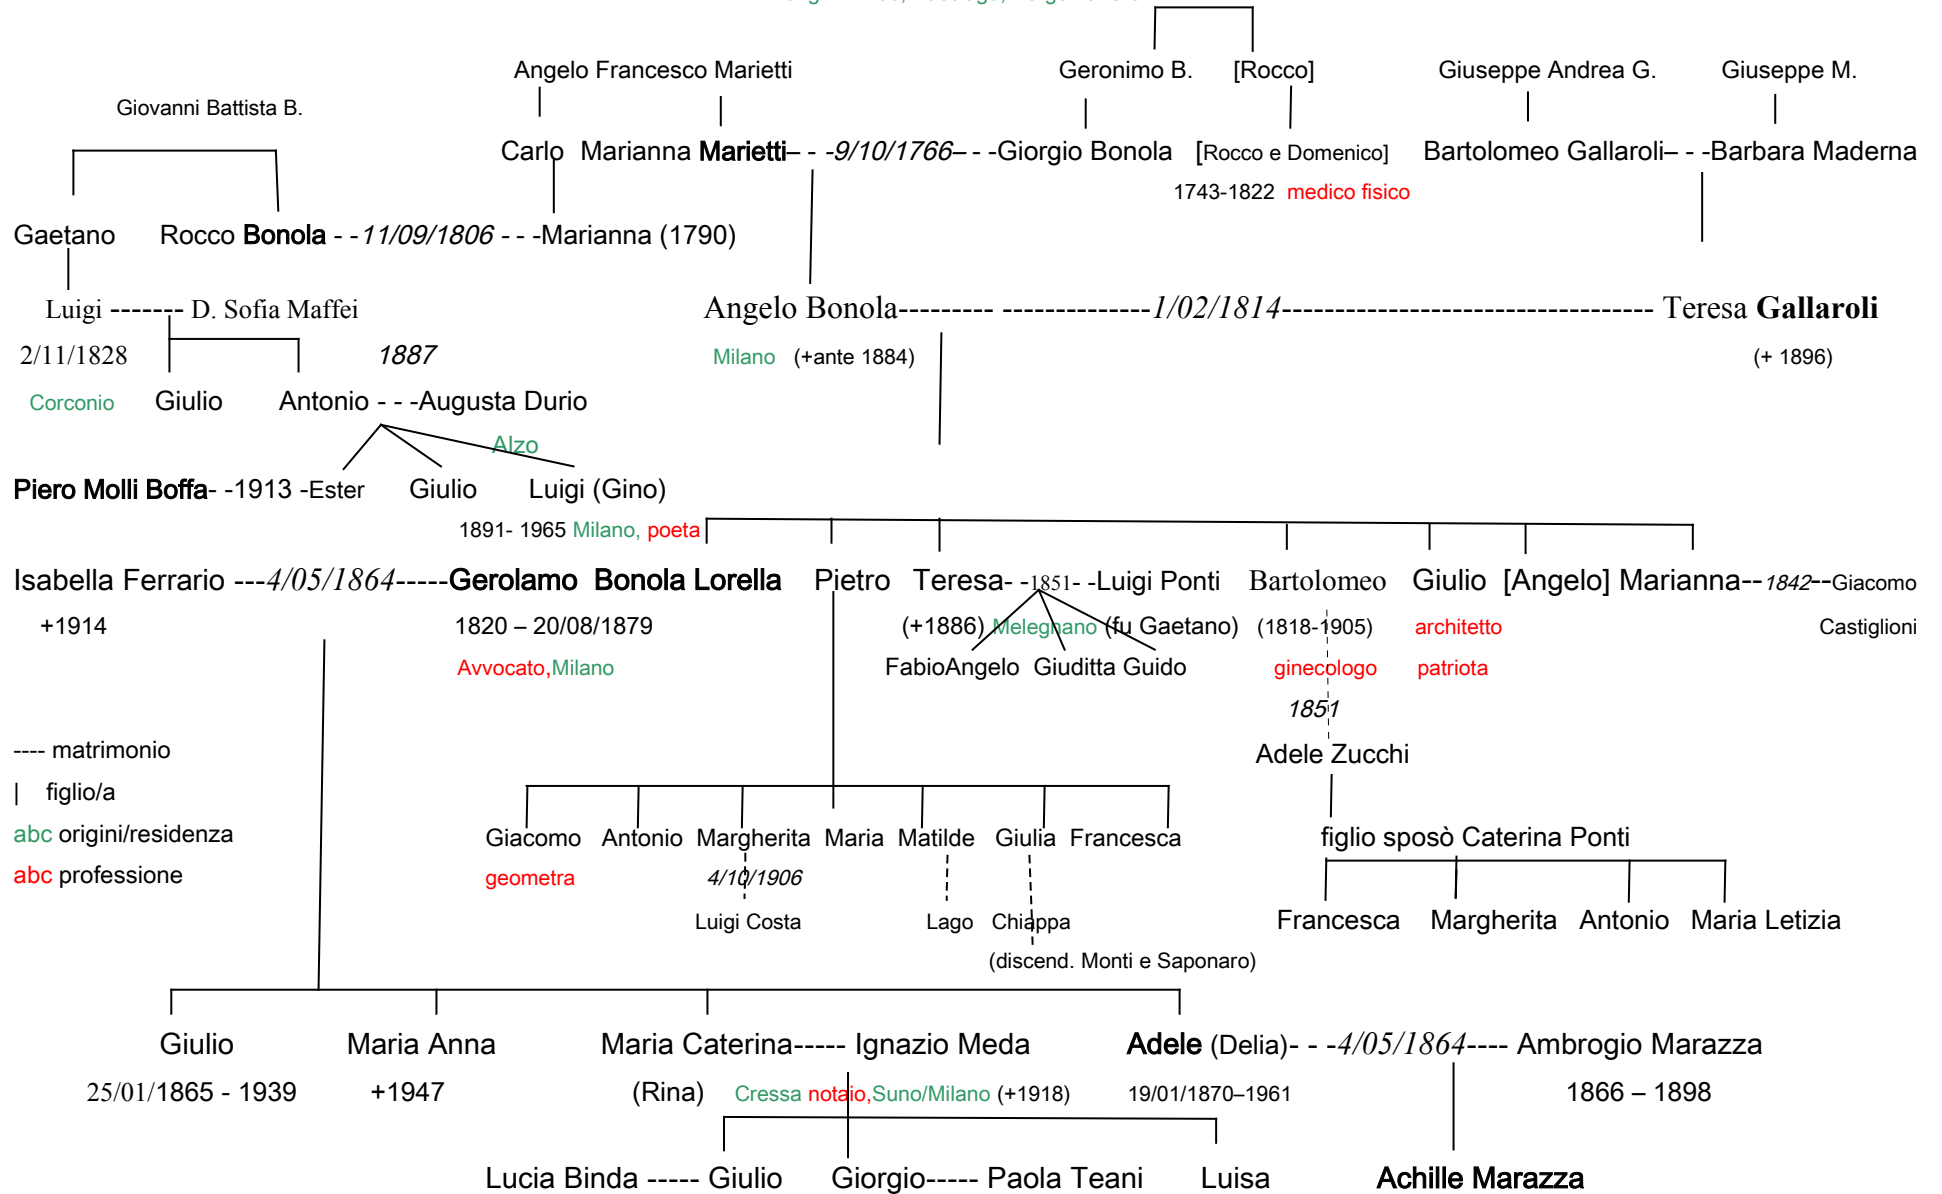 Angelo Francesco Marietti Geronimo B. [Rocco] Giuseppe Andrea G. Giuseppe M.
Giovanni Battista B.
Carlo Marianna Marietti- - -9/10/1766- - -Giorgio Bonola [Rocco e Domenico] Bartolomeo Gallaroli- - -Barbara Maderna
1743-1822 medico fisico
Gaetano Rocco Bonola - -11/09/1806 - - -Marianna (1790)
Luigi ------- D. Sofia Maffei Angelo Bonola--------- --------------1/02/1814----------------------------------- Teresa Gallaroli
2/11/1828 1887 Milano (+ante 1884) (+ 1896)
Corconio Giulio Antonio - - -Augusta Durio
Alzo
Piero Molli Boffa- -1913 -Ester Giulio Luigi (Gino)
1891- 1965 Milano, poeta
Isabella Ferrario ---4/05/1864-----Gerolamo Bonola Lorella Pietro Teresa- -1851- -Luigi Ponti Bartolomeo Giulio [Angelo] Marianna--1842--Giacomo
+1914 1820 – 20/08/1879 (+1886) Melegnano (fu Gaetano) (1818-1905) architetto Castiglioni
Avvocato,Milano FabioAngelo Giuditta Guido ginecologo patriota
1851
---- matrimonio Adele Zucchi
| figlio/a
abc origini/residenza Giacomo Antonio Margherita Maria Matilde Giulia Francesca figlio sposò Caterina Ponti
abc professione geometra 4/10/1906
Luigi Costa Lago Chiappa Francesca Margherita Antonio Maria Letizia
(discend. Monti e Saponaro)
Giulio Maria Anna Maria Caterina----- Ignazio Meda Adele (Delia)- - -4/05/1864---- Ambrogio Marazza
25/01/1865 - 1939 +1947 (Rina) Cressa notaio,Suno/Milano (+1918) 19/01/1870–1961 1866 – 1898
Lucia Binda ----- Giulio Giorgio----- Paola Teani Luisa Achille Marazza